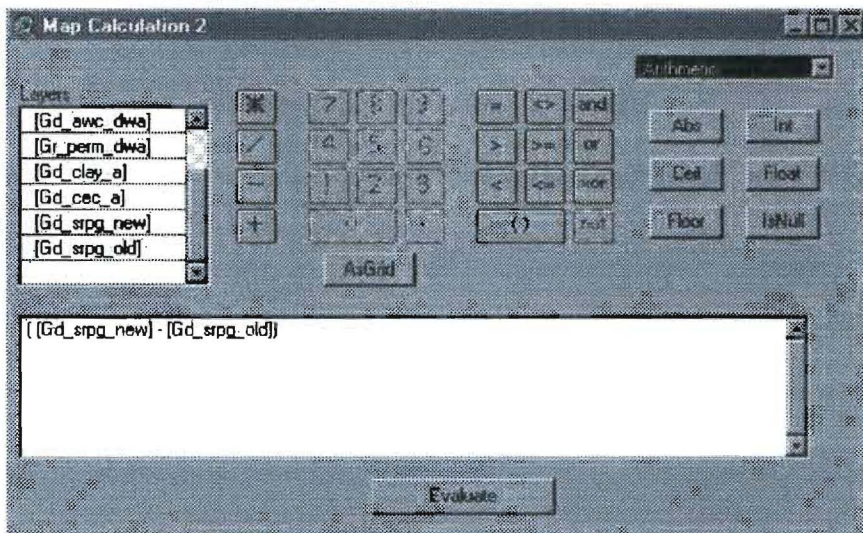 Map Calculation 2
Arithmetic
Layers
[Gd_awc_dwa]
[Gr_perm_dwa]
[Gd_clay_a]
[Gd_cec_a]
[Gd_srpg_new]
[Gd_srpg_old]
* 7 8 9 = <> and
/ 4 5 6 > >= or
- 1 2 3 < <= xor
+ 0 . ( ) not
AsGrid
Abs Int
Ceil Float
Floor IsNull
( [Gd_srpg_new] - [Gd_srpg_old])
Evaluate